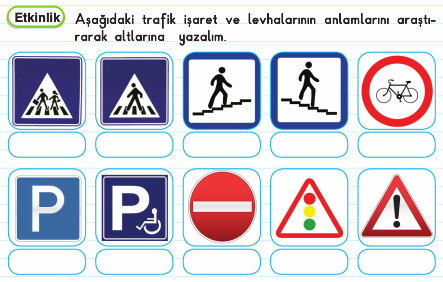 Etkinlik
Aşağıdaki trafik işaret ve levhalarının anlamlarını araştı-
rarak altlarına yazalım.
P
P